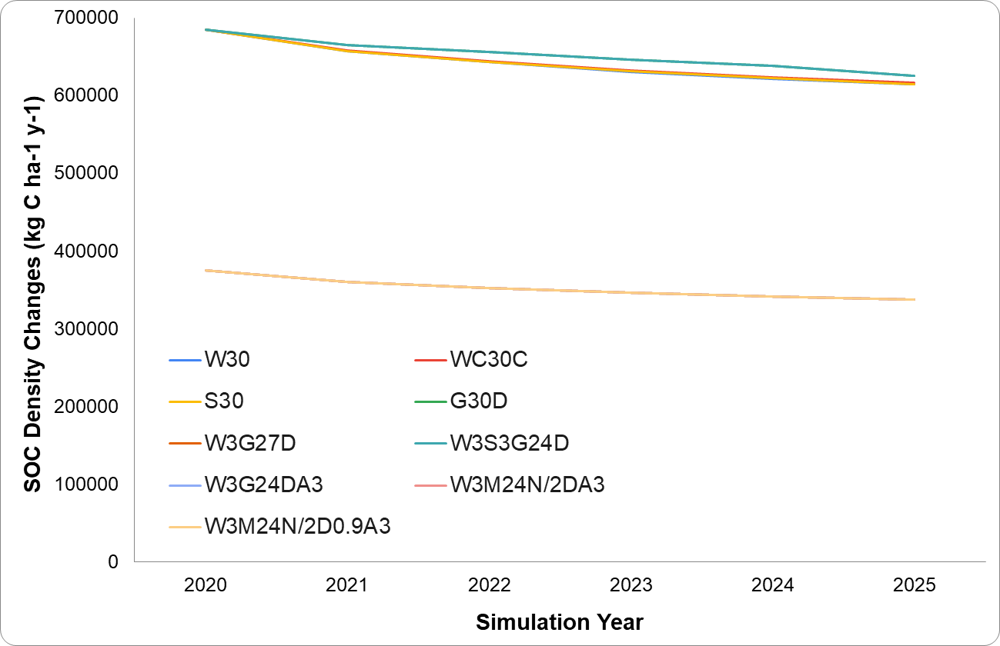 SOC Density Changes (kg C ha-1 y-1)
700000
600000
500000
400000
300000
200000
100000
0
W30 WC30C
S30 G30D
W3G27D W3S3G24D
W3G24DA3 W3M24N/2DA3
W3M24N/2D0.9A3
2020 2021 2022 2023 2024 2025
Simulation Year